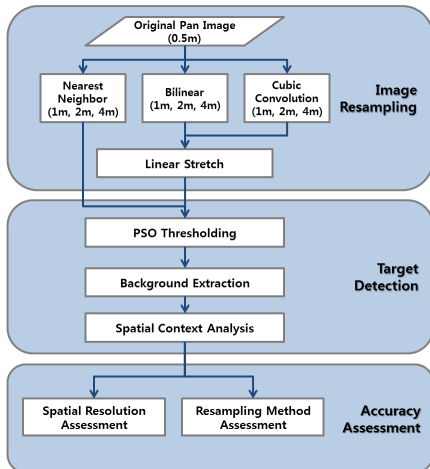 Original Pan Image
(0.5m)
Nearest
Neighbor
(1m, 2m, 4m)
Bilinear
(1m, 2m, 4m)
Cubic
Convolution
(1m, 2m, 4m)
Image
Resampling
Linear Stretch
PSO Thresholding
Background Extraction
Target
Detection
Spatial Context Analysis
Spatial Resolution
Assessment
Resampling Method
Assessment
Accuracy
Assessment